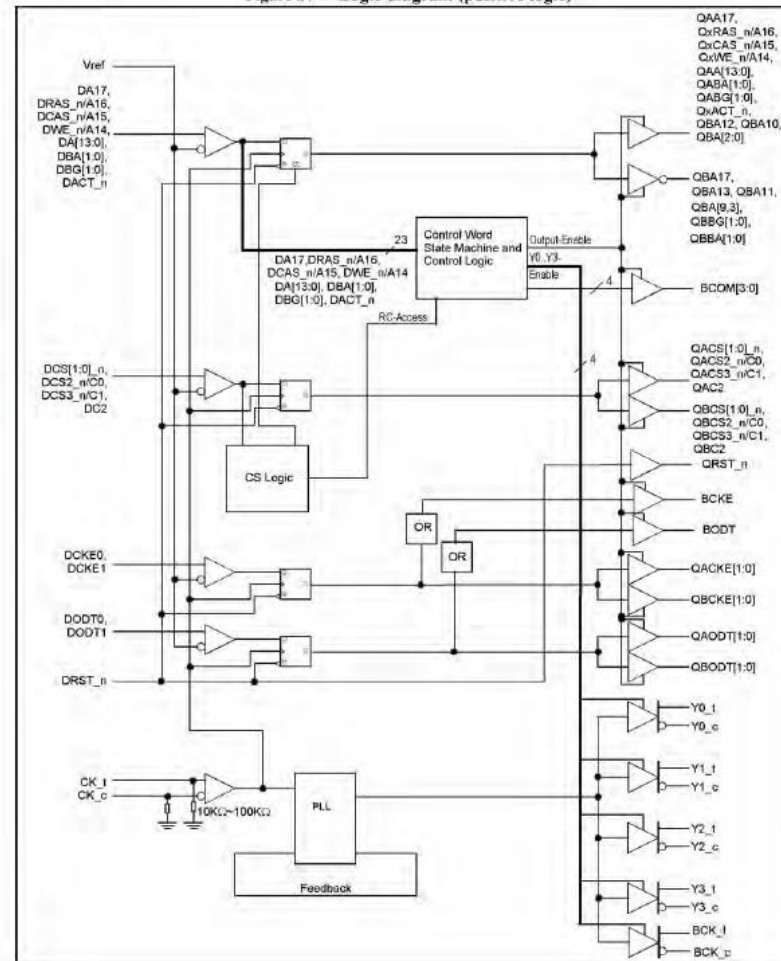 Vref
DA17,
DRAS_n/A16,
DCAS_n/A15,
DWE_n/A14,
DA[13:0],
DBA[1:0],
DBG[1:0],
DACT_n
QAA17,
QxRAS_n/A16,
QxCAS_n/A15,
QxWE_n/A14,
QAA[13:0],
QABA[1:0],
QABG[1:0],
QxACT_n,
QBA12, QBA10,
QBA[2:0]
QBA17,
QBA13, QBA11,
QBA[9,3],
QBBG[1:0],
QBBA[1:0]
23
DA17,DRAS_n/A16,
DCAS_n/A15, DWE_n/A14
DA[13:0], DBA[1:0],
DBG[1:0], DACT_n
Control Word
State Machine and
Control Logic
Output-Enable
Y0..Y3-
Enable
4
BCOM[3:0]
RC-Access
4
DCS[1:0]_n,
DCS2_n/C0,
DCS3_n/C1,
DC2
QACS[1:0]_n,
QACS2_n/C0,
QACS3_n/C1,
QAC2
QBCS[1:0]_n,
QBCS2_n/C0,
QBCS3_n/C1,
QBC2
CS Logic
QRST_n
BCKE
BODT
OR
OR
DCKE0,
DCKE1
QACKE[1:0]
QBCKE[1:0]
DODT0,
DODT1
QAODT[1:0]
QBODT[1:0]
DRST_n
Y0_t
Y0_c
CK_t
CK_c
10KΩ~100KΩ
PLL
Feedback
Y1_t
Y1_c
Y2_t
Y2_c
Y3_t
Y3_c
BCK_t
BCK_c